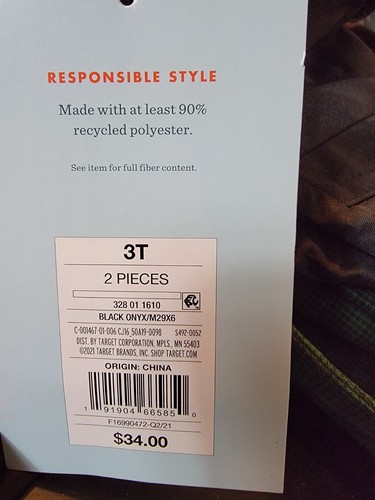 RESPONSIBLE STYLE
Made with at least 90%
recycled polyester.
See item for full fiber content.
3T
2 PIECES
328 01 1610
BLACK ONYX/M29X6
C-001467-01-006 CJ16_50A19-0098 S492-0052
DIST. BY TARGET CORPORATION, MPLS., MN 55403
©2021 TARGET BRANDS, INC. SHOP TARGET.COM
ORIGIN: CHINA
1 91904 66585 0
F16990472-Q2/21
$34.00